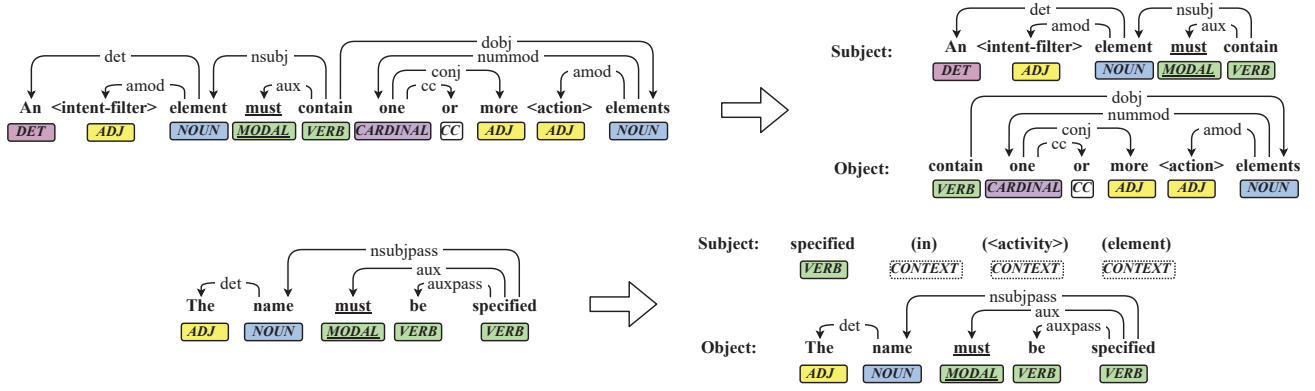 dobj
nummod
det nsubj conj
amod aux cc amod
An <intent-filter> element must contain one or more <action> elements
DET ADJ NOUN MODAL VERB CARDINAL CC ADJ ADJ NOUN
det nsubj
amod aux
Subject: An <intent-filter> element must contain
DET ADJ NOUN MODAL VERB
dobj
nummod
conj
cc amod
Object: contain one or more <action> elements
VERB CARDINAL CC ADJ ADJ NOUN
nsubjpass
aux
det auxpass
The name must be specified
ADJ NOUN MODAL VERB VERB
Subject: specified (in) (<activity>) (element)
VERB CONTEXT CONTEXT CONTEXT
nsubjpass
aux
det auxpass
Object: The name must be specified
ADJ NOUN MODAL VERB VERB